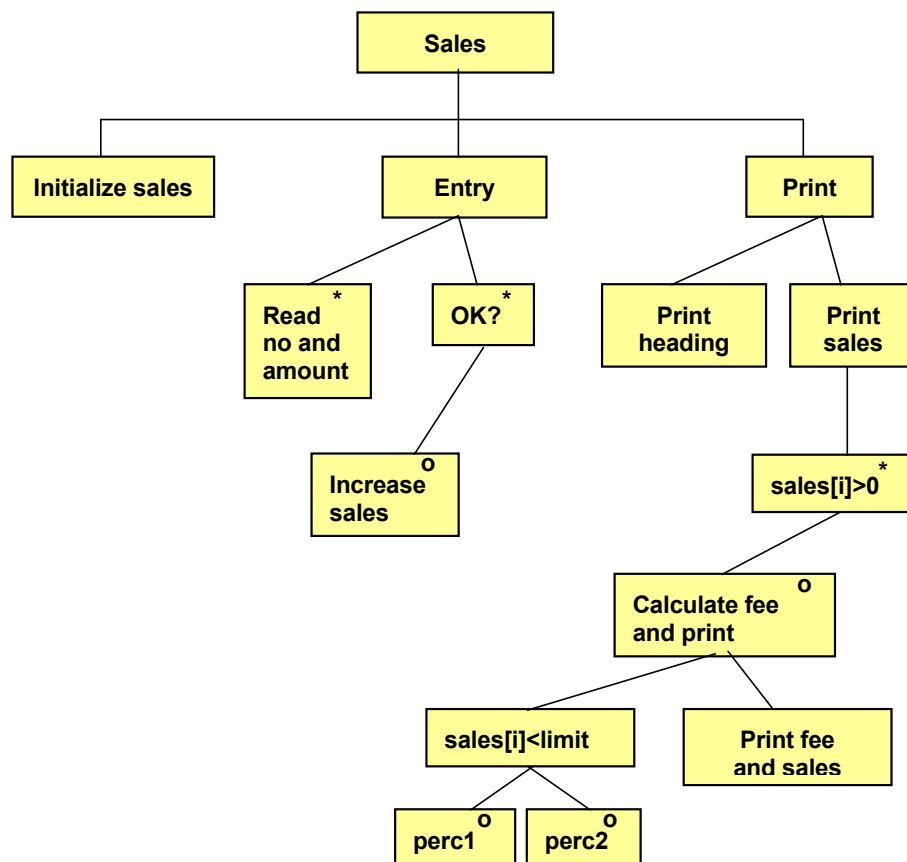 Sales
Initialize sales
Entry
Print
Read *
no and
amount
OK? *
Print
heading
Print
sales
Increase o
sales
sales[i]>0 *
Calculate fee o
and print
sales[i]<limit
Print fee
and sales
perc1 o
perc2 o